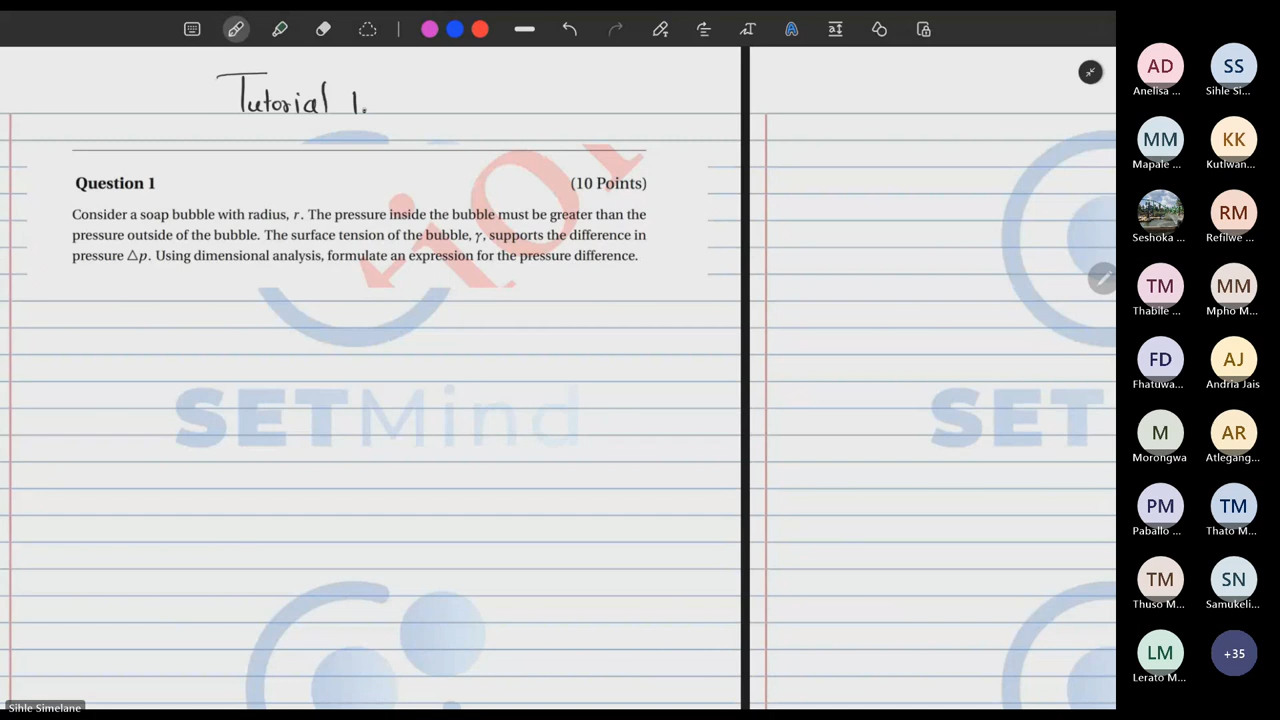 Tutorial 1.
Question 1 (10 Points)
Consider a soap bubble with radius, r. The pressure inside the bubble must be greater than the
pressure outside of the bubble. The surface tension of the bubble, γ, supports the difference in
pressure △p. Using dimensional analysis, formulate an expression for the pressure difference.
SETMind
SET
Sihle Simelane
AD SS
Anelisa ... Sihle Si...
MM KK
Mapale ... Kutlwan...
RM
Seshoka ... Refilwe ...
TM MM
Thabile ... Mpho M...
FD AJ
Fhatuwa... Andria Jais
M AR
Morongwa Atlegang...
PM TM
Paballo ... Thato M...
TM SN
Thuso M... Samukeli...
LM +35
Lerato M...